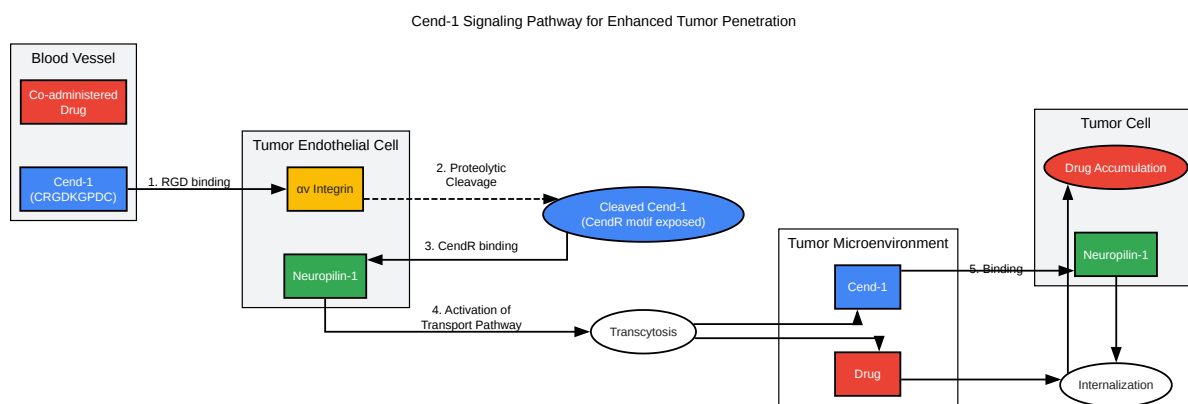 Cend-1 Signaling Pathway for Enhanced Tumor Penetration
Blood Vessel
Co-administered
Drug
Cend-1
(CRGDKGPDC)
1. RGD binding
Tumor Endothelial Cell
αv Integrin
2. Proteolytic
Cleavage
Cleaved Cend-1
(CendR motif exposed)
3. CendR binding
Neuropilin-1
4. Activation of
Transport Pathway
Transcytosis
Tumor Microenvironment
Cend-1
Drug
5. Binding
Tumor Cell
Drug Accumulation
Neuropilin-1
Internalization